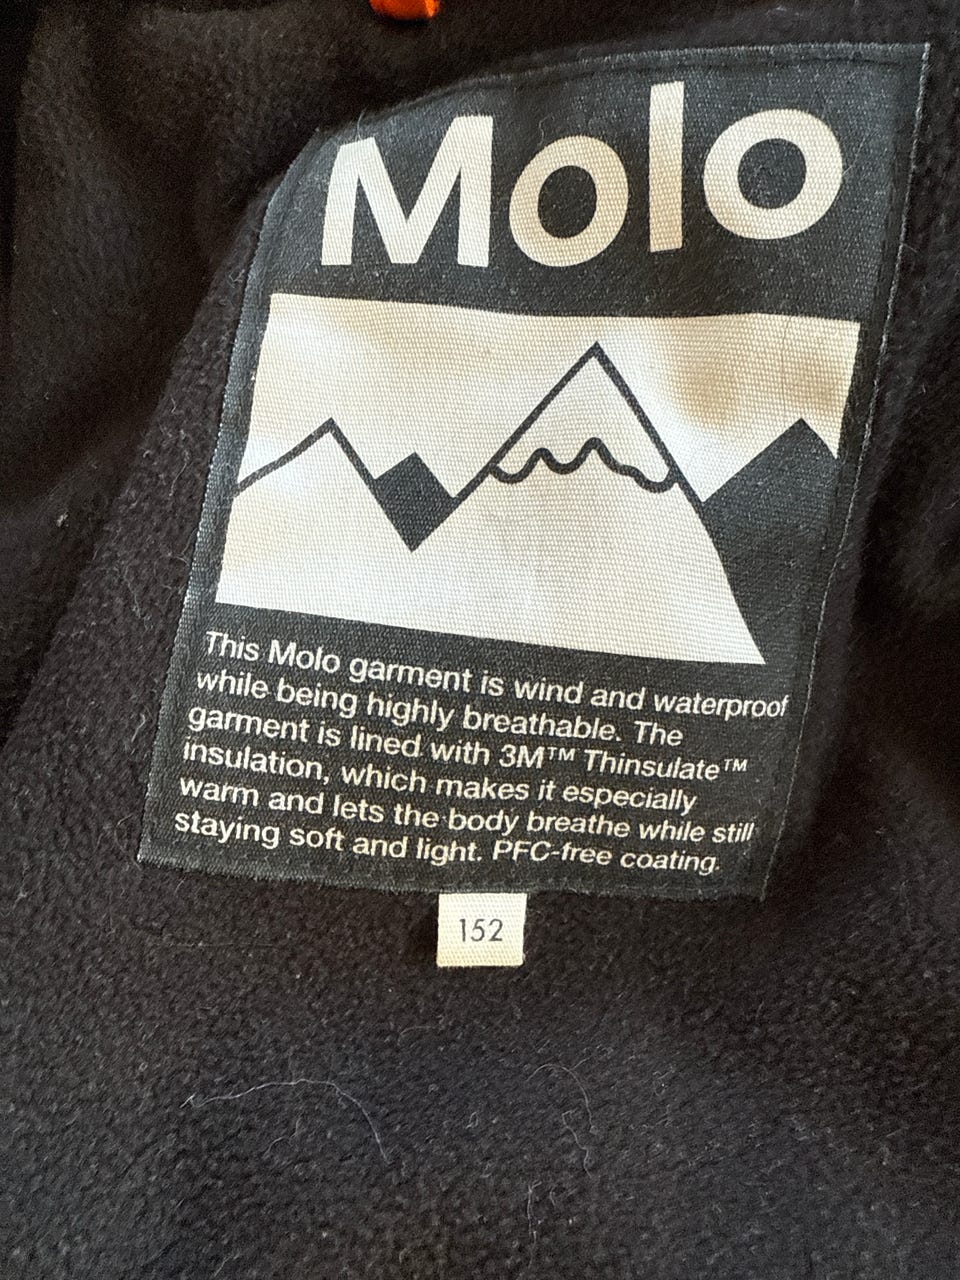 Molo
This Molo garment is wind and waterproof
while being highly breathable. The
garment is lined with 3M™ Thinsulate™
insulation, which makes it especially
warm and lets the body breathe while still
staying soft and light. PFC-free coating.
152